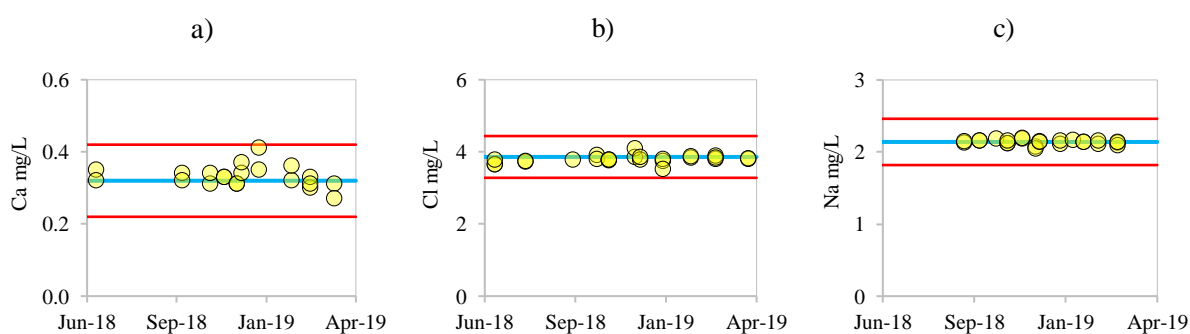 a)
0.6
0.4
0.2
0.0
Ca mg/L
Jun-18 Sep-18 Jan-19 Apr-19
b)
6
4
2
0
Cl mg/L
Jun-18 Sep-18 Jan-19 Apr-19
c)
3
2
1
0
Na mg/L
Jun-18 Sep-18 Jan-19 Apr-19